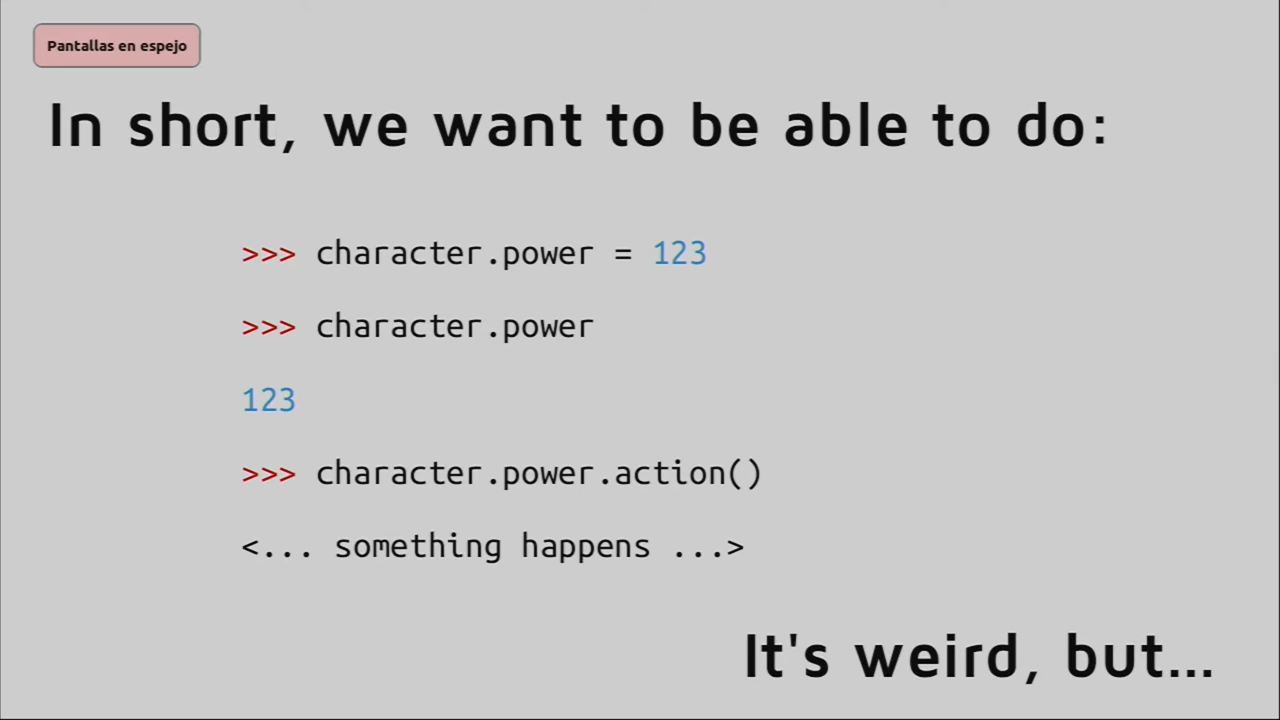 Pantallas en espejo
In short, we want to be able to do:
>>> character.power = 123
>>> character.power
123
>>> character.power.action()
<... something happens ...>
It's weird, but...